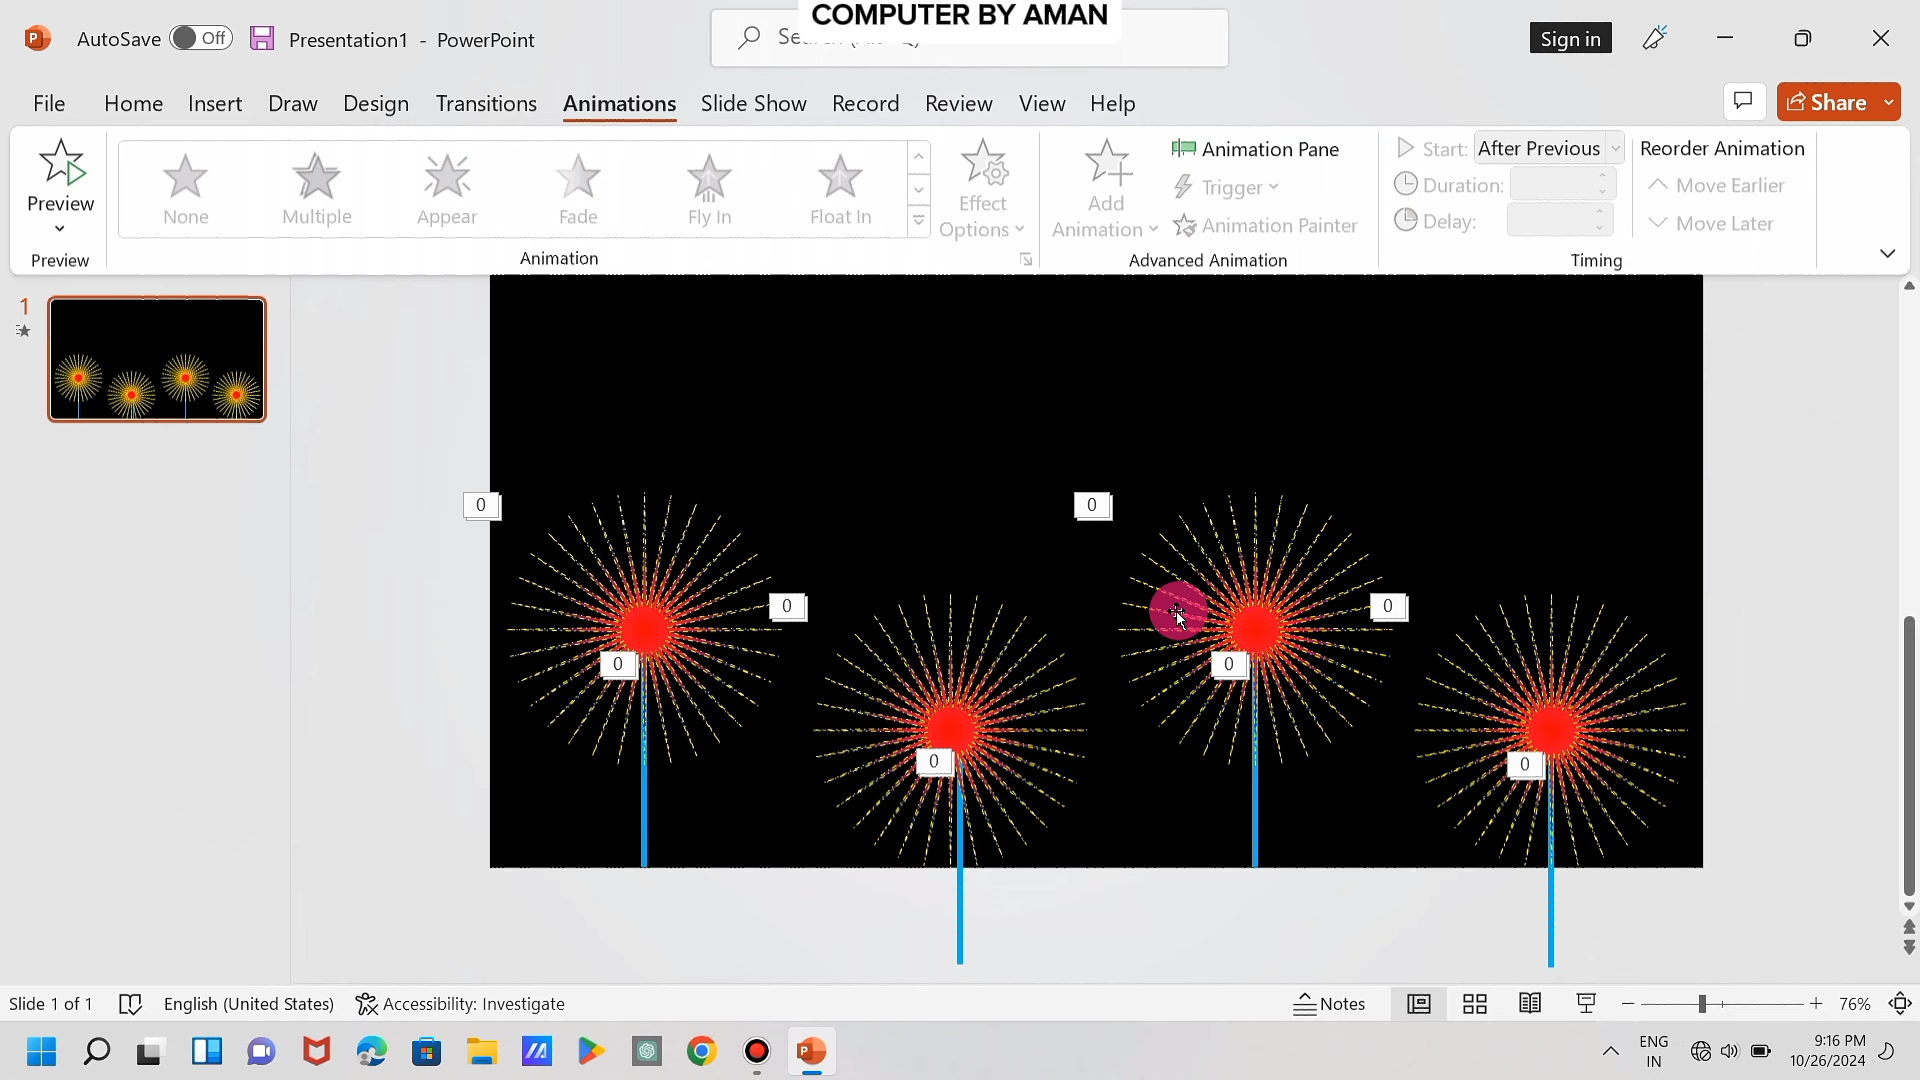 COMPUTER BY AMAN
AutoSave Off Presentation1 - PowerPoint
Sign in
File Home Insert Draw Design Transitions Animations Slide Show Record Review View Help
Share
Preview
Preview
None Multiple Appear Fade Fly In Float In
Animation
Effect
Options
Add
Animation
Animation Pane
Trigger
Animation Painter
Advanced Animation
Start: After Previous
Duration:
Delay:
Timing
Reorder Animation
Move Earlier
Move Later
1
0
0
0
0
0
0
0
0
Slide 1 of 1 English (United States) Accessibility: Investigate
Notes
76%
ENG
IN
9:16 PM
10/26/2024